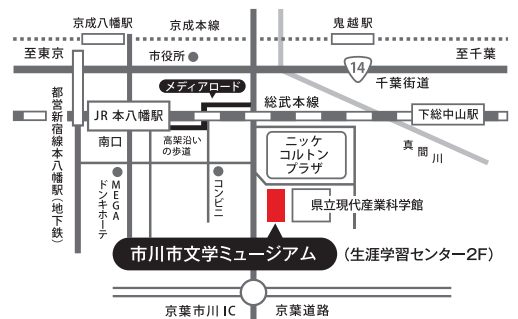 京成八幡駅
京成本線
鬼越駅
至東京
市役所
至千葉
14
千葉街道
メディアロード
総武本線
都営新宿線本八幡駅(地下鉄)
JR 本八幡駅
下総中山駅
南口
高架沿い
の歩道
ニッケ
コルトン
プラザ
真間川
MEGA
ドンキホーテ
コンビニ
県立現代産業科学館
市川市文学ミュージアム
(生涯学習センター2F)
京葉市川IC
京葉道路